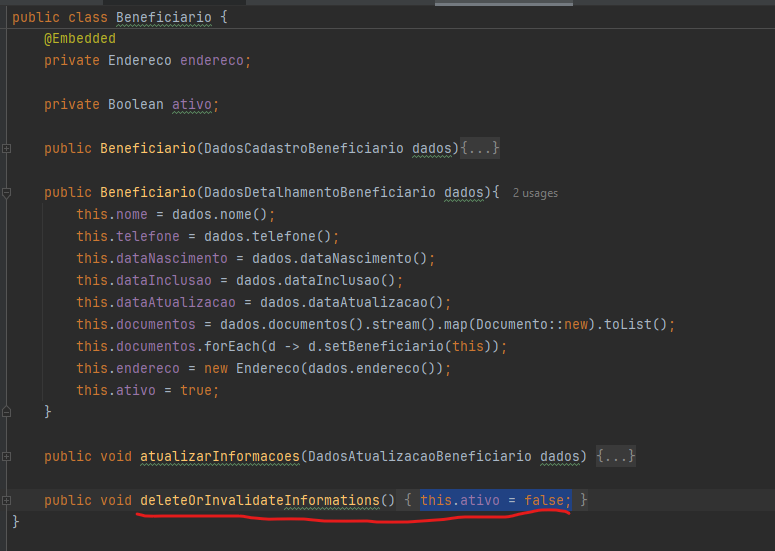 public class Beneficiario {
@Embedded
private Endereco endereco;
private Boolean ativo;
public Beneficiario(DadosCadastroBeneficiario dados){...}
public Beneficiario(DadosDetalhamentoBeneficiario dados){ 2 usages
this.nome = dados.nome();
this.telefone = dados.telefone();
this.dataNascimento = dados.dataNascimento();
this.dataInclusao = dados.dataInclusao();
this.dataAtualizacao = dados.dataAtualizacao();
this.documentos = dados.documentos().stream().map(Documento::new).toList();
this.documentos.forEach(d -> d.setBeneficiario(this));
this.endereco = new Endereco(dados.endereco());
this.ativo = true;
}
public void atualizarInformacoes(DadosAtualizacaoBeneficiario dados) {...}
public void deleteOrInvalidateInformations() { this.ativo = false; }
}